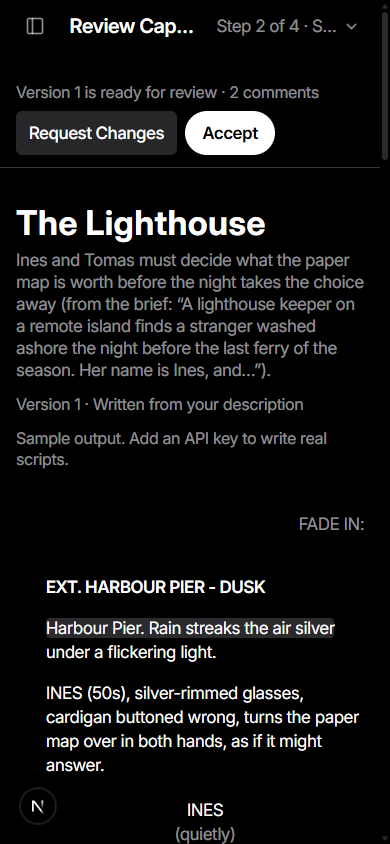 Review Cap...
Step 2 of 4 · S...
Version 1 is ready for review · 2 comments
Request Changes
Accept
The Lighthouse
Ines and Tomas must decide what the paper
map is worth before the night takes the choice
away (from the brief: “A lighthouse keeper on
a remote island finds a stranger washed
ashore the night before the last ferry of the
season. Her name is Ines, and...”).
Version 1 · Written from your description
Sample output. Add an API key to write real
scripts.
FADE IN:
EXT. HARBOUR PIER - DUSK
Harbour Pier. Rain streaks the air silver
under a flickering light.
INES (50s), silver-rimmed glasses,
cardigan buttoned wrong, turns the paper
map over in both hands, as if it might
answer.
N
INES
(quietly)